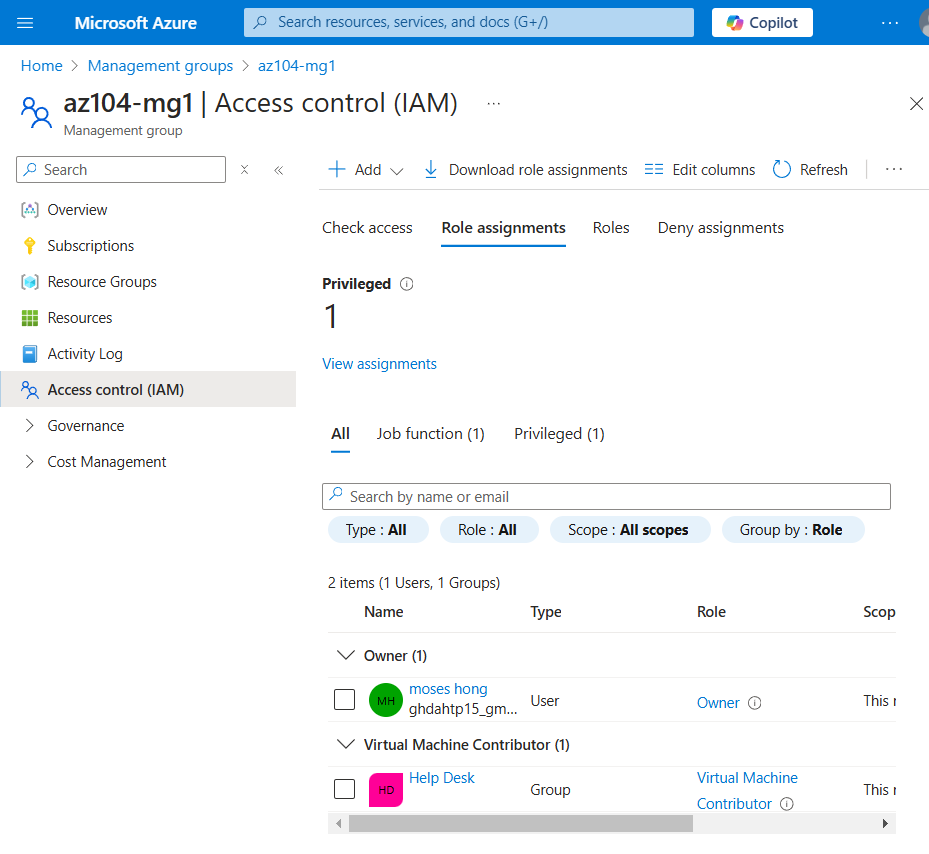 Microsoft Azure
Search resources, services, and docs (G+/)
Copilot
Home > Management groups > az104-mg1
az104-mg1 | Access control (IAM)
Management group
Search
Add
Download role assignments
Edit columns
Refresh
Overview
Subscriptions
Resource Groups
Resources
Activity Log
Access control (IAM)
Governance
Cost Management
Check access
Role assignments
Roles
Deny assignments
Privileged
1
View assignments
All
Job function (1)
Privileged (1)
Search by name or email
Type : All
Role : All
Scope : All scopes
Group by : Role
2 items (1 Users, 1 Groups)
Name Type Role Scop
Owner (1)
MH
moses hong
ghdahtp15_gm...
User
Owner
This r
Virtual Machine Contributor (1)
HD
Help Desk
Group
Virtual Machine
Contributor
This r